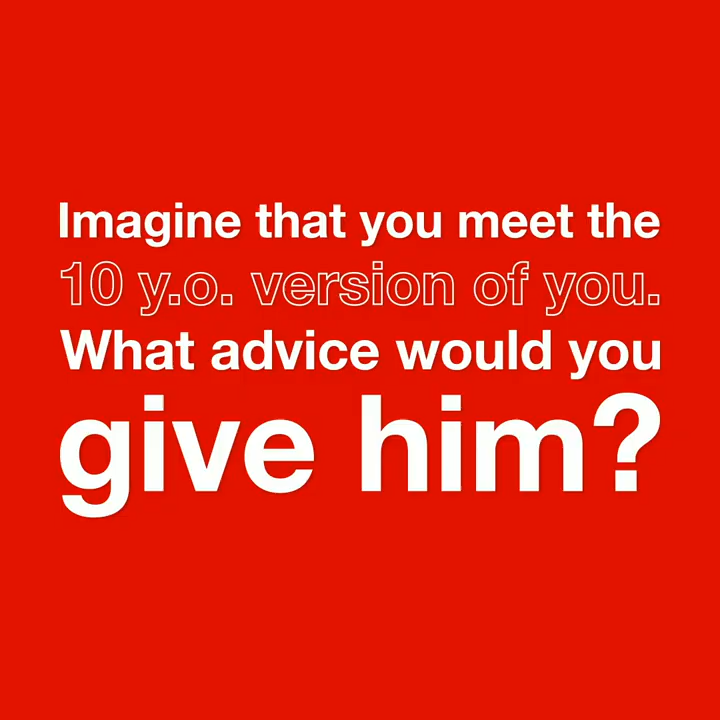 Imagine that you meet the
10 y.o. version of you.
What advice would you
give him?